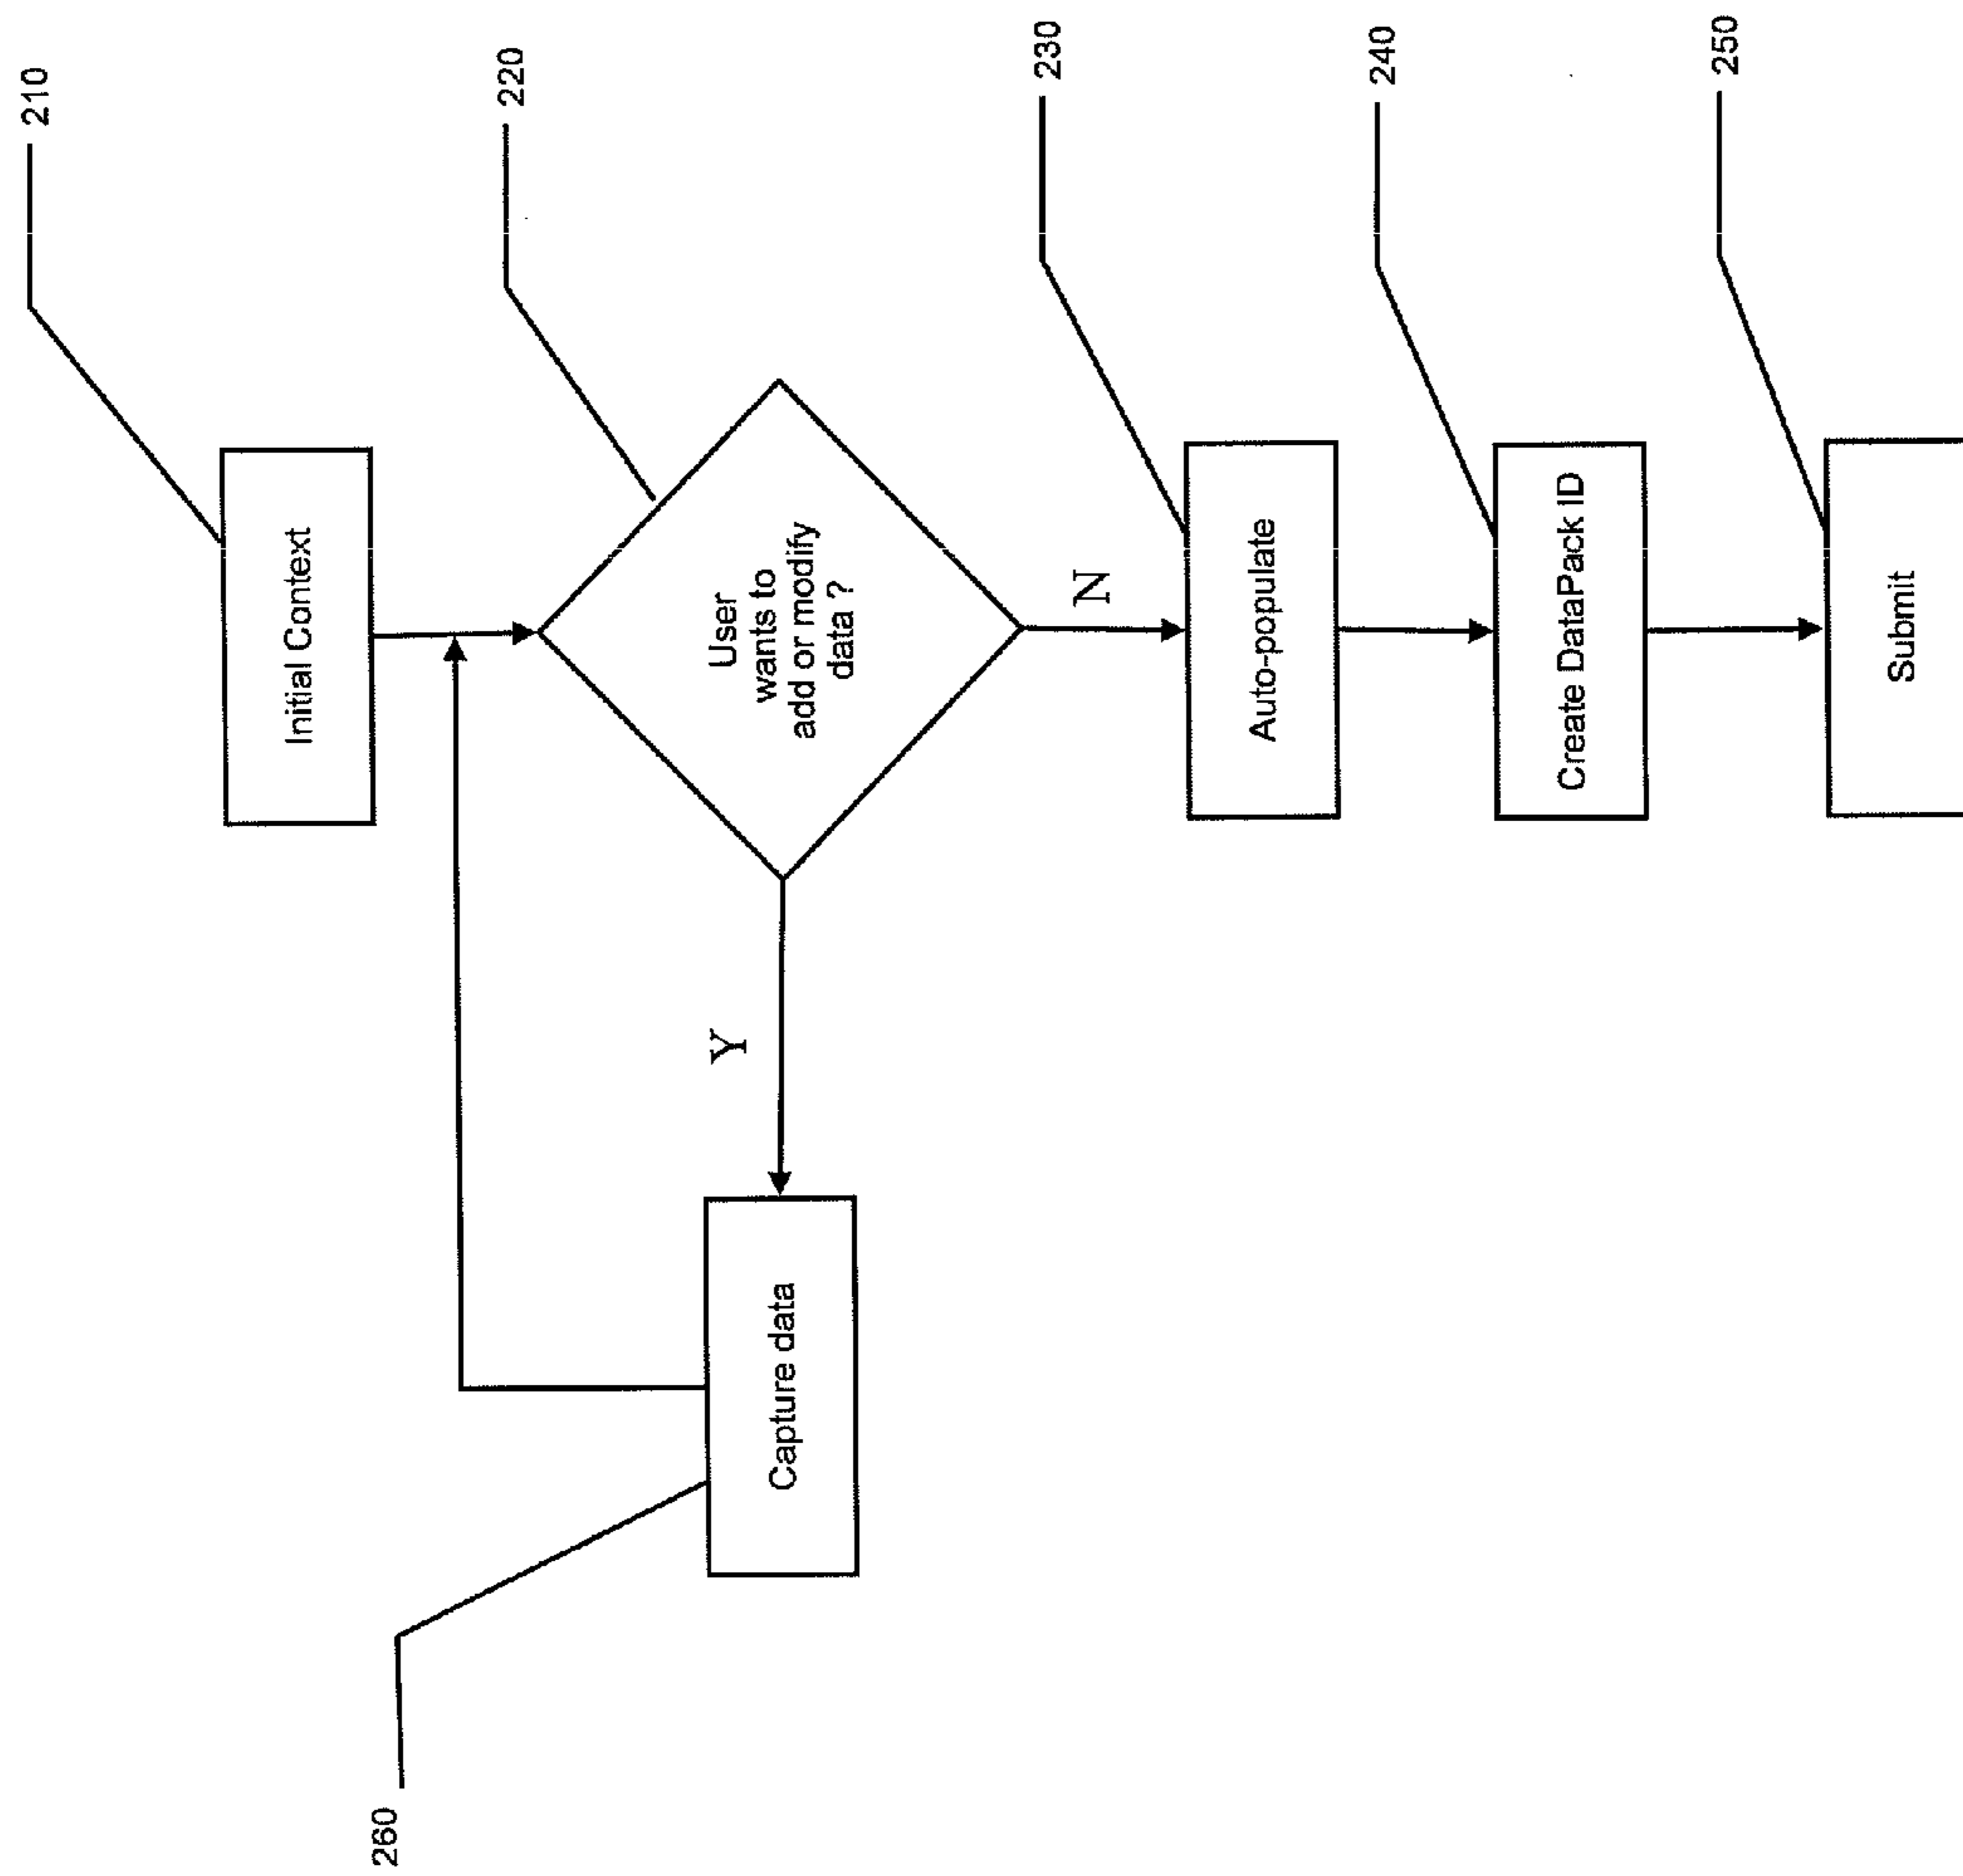 210
Initial Context
220
User
wants to
add or modify
data ?
Y
N
260
Capture data
230
Auto-populate
240
Create DataPack ID
250
Submit